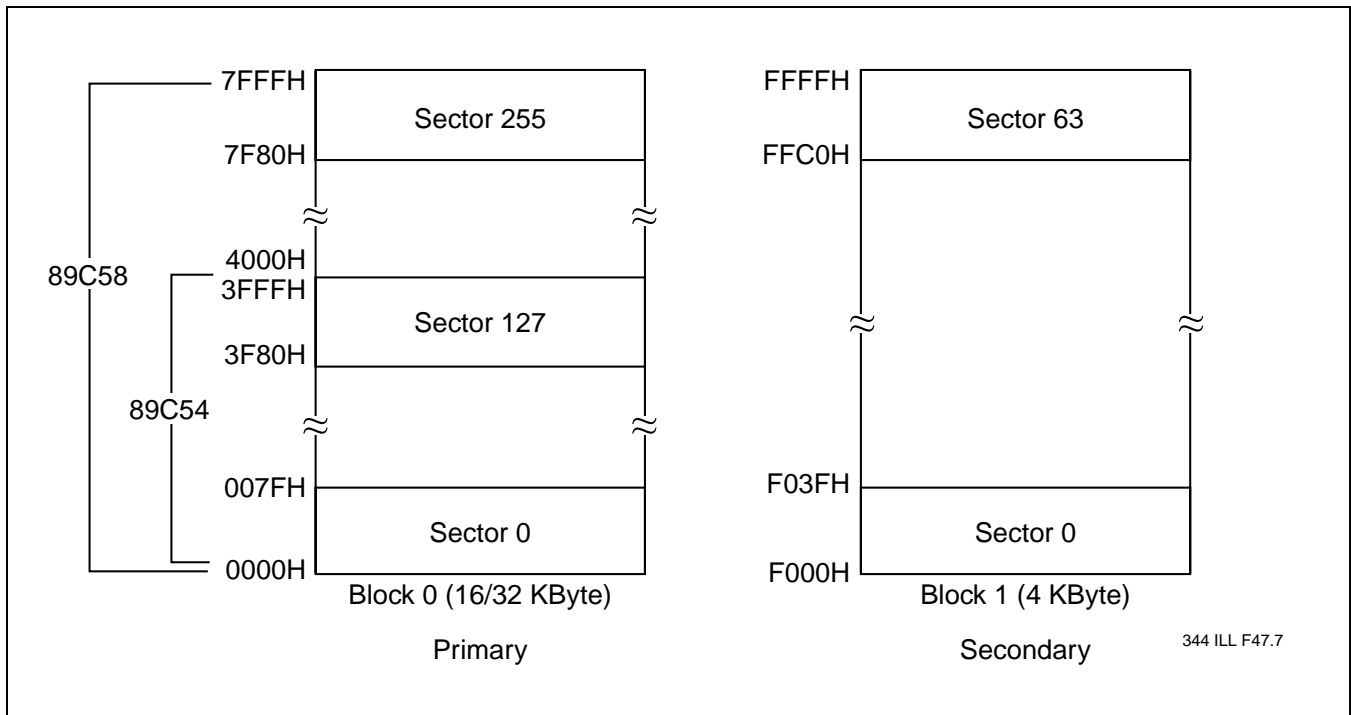 7FFFH
Sector 255
7F80H
4000H
89C58
3FFFH
Sector 127
3F80H
89C54
007FH
Sector 0
0000H
Block 0 (16/32 KByte)
Primary
FFFFH
Sector 63
FFC0H
F03FH
Sector 0
F000H
Block 1 (4 KByte)
Secondary
344 ILL F47.7